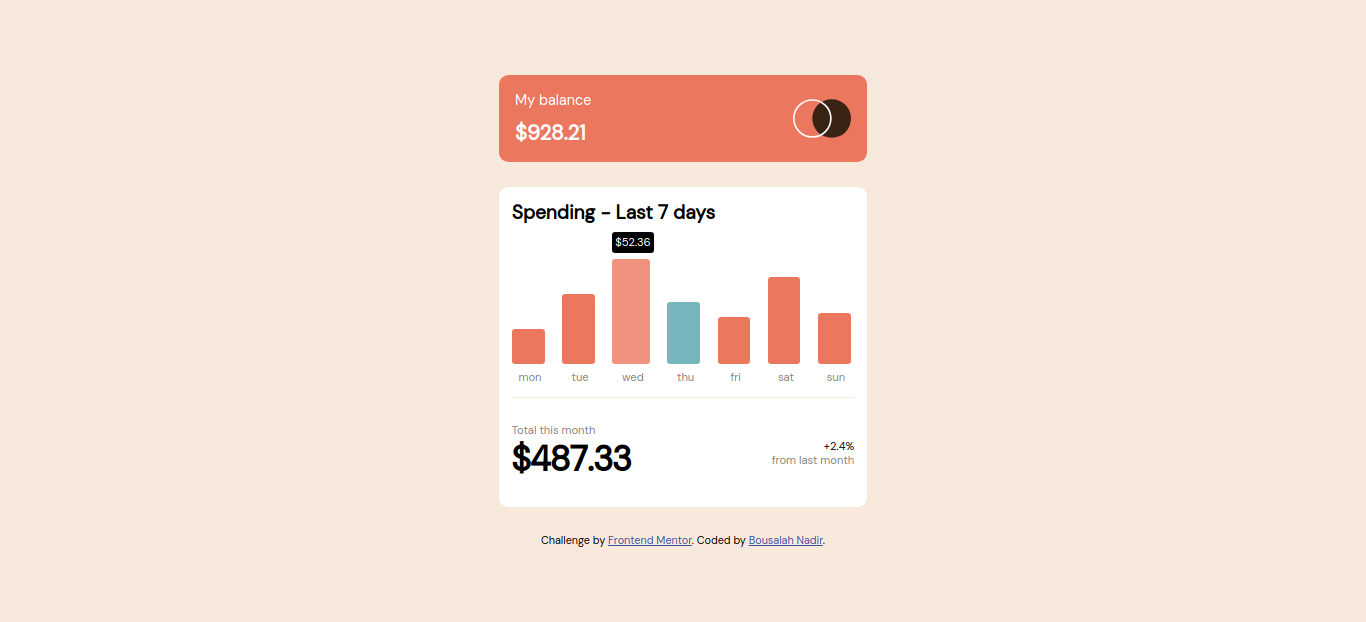 My balance
$928.21
Spending - Last 7 days
$52.36
mon tue wed thu fri sat sun
Total this month
$487.33
+2.4%
from last month
Challenge by Frontend Mentor. Coded by Bousalah Nadir.